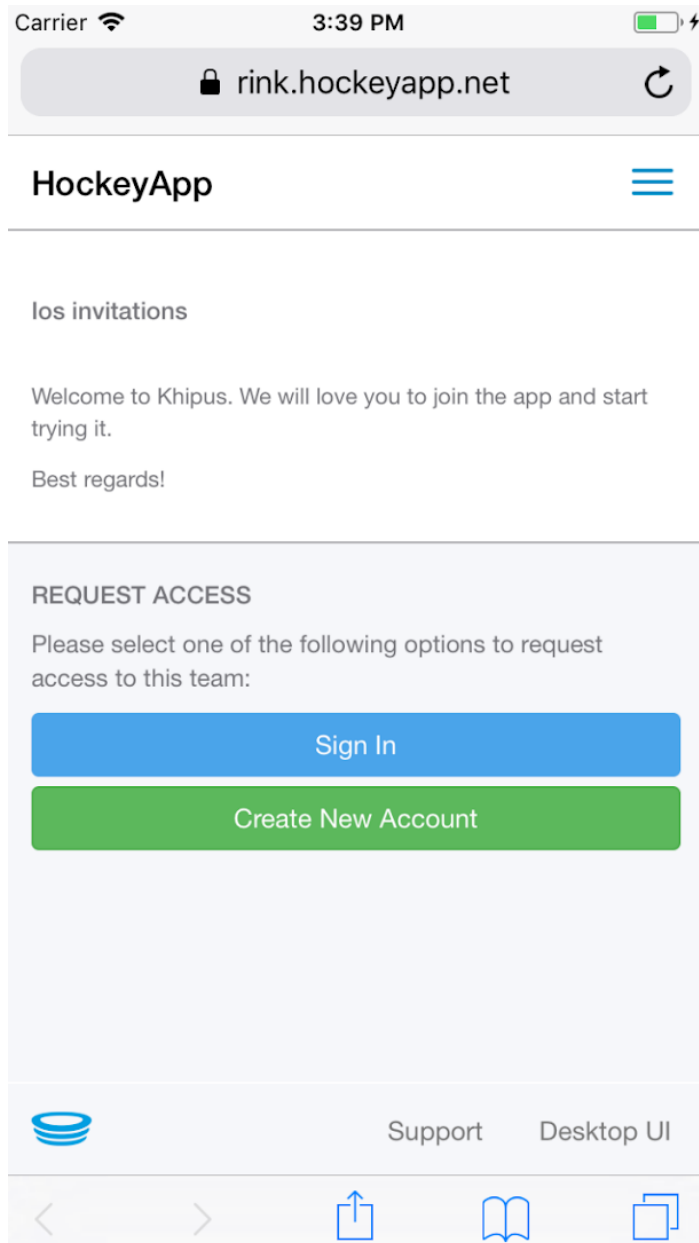 Carrier
3:39 PM
rink.hockeyapp.net
HockeyApp
Ios invitations
Welcome to Khipus. We will love you to join the app and start
trying it.
Best regards!
REQUEST ACCESS
Please select one of the following options to request
access to this team:
Sign In
Create New Account
Support
Desktop UI